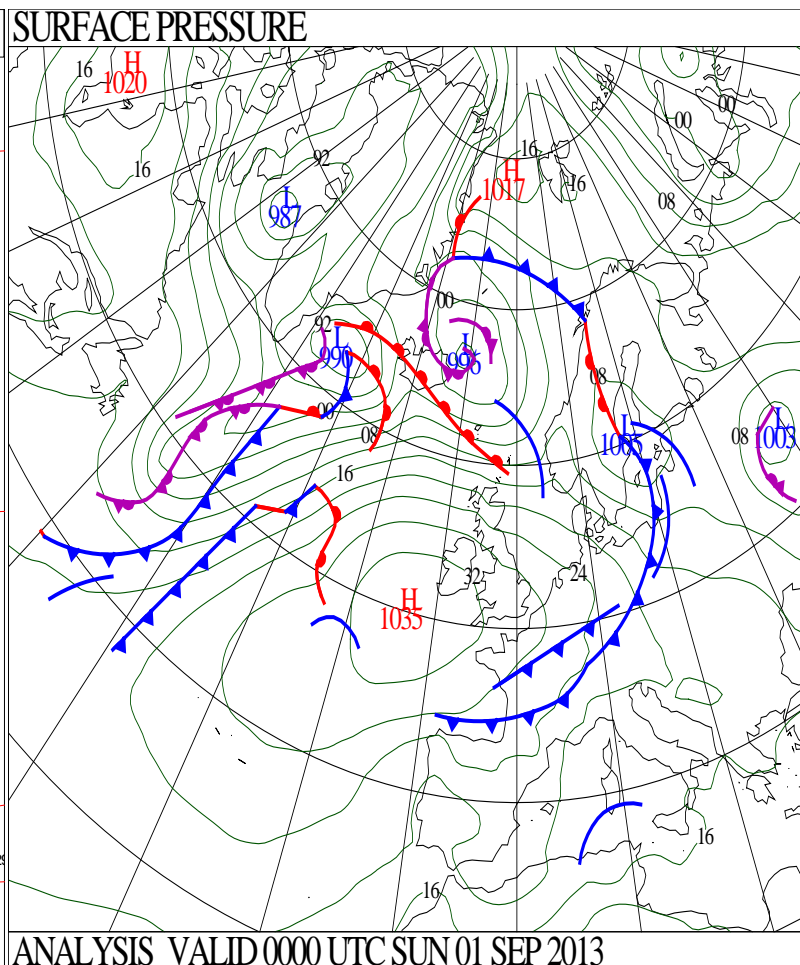 SURFACE PRESSURE
H
16
1020
00
00
16
92
16
H
16
1017
L
987
08
00
92
L
990
L
996
08
00
08
L
1005
L
08
1003
16
32
24
H
1035
16
16
ANALYSIS VALID 0000 UTC SUN 01 SEP 2013